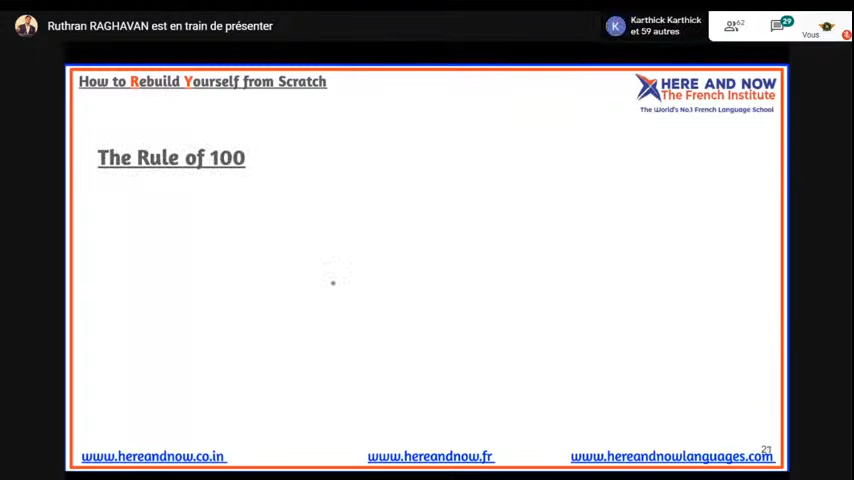 Ruthran RAGHAVAN est en train de présenter
K
Karthick Karthick
et 59 autres
62
29
Vous
How to Rebuild Yourself from Scratch
HERE AND NOW
The French Institute
The World's No.1 French Language School
The Rule of 100
27
www.hereandnow.co.in
www.hereandnow.fr
www.hereandnowlanguages.com